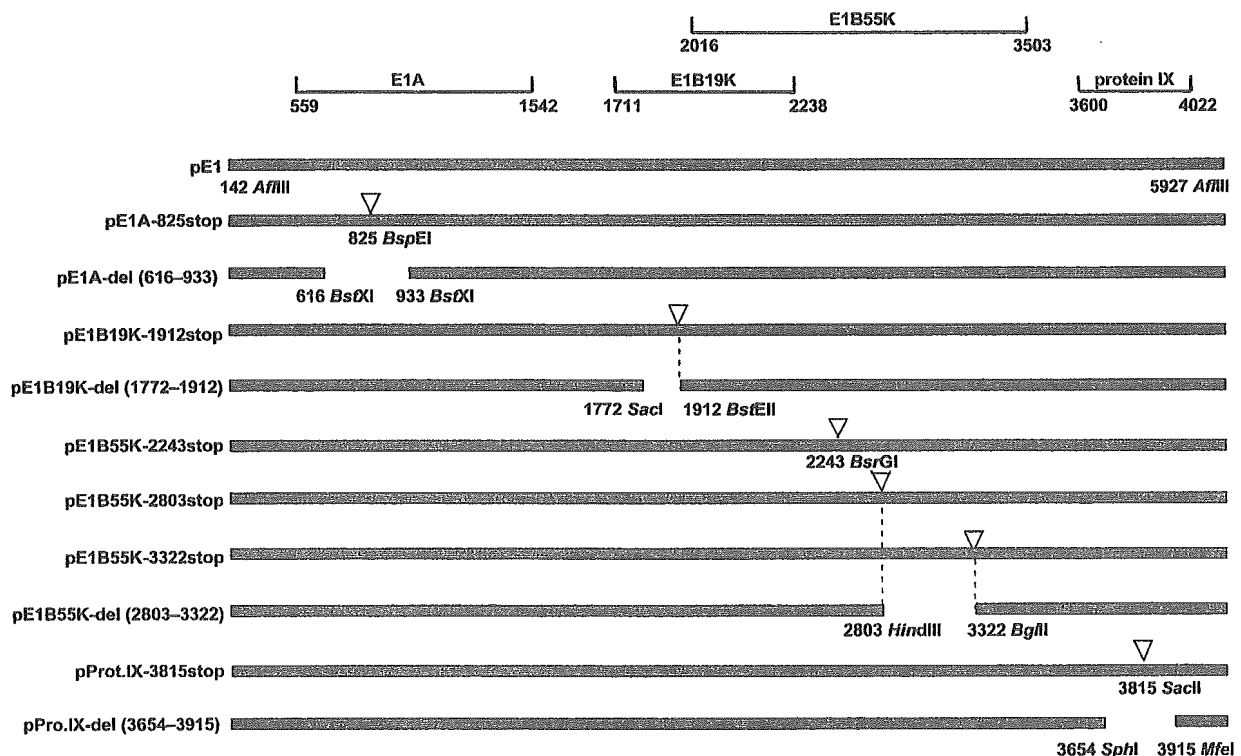 E1B55K
2016 3503
E1A E1B19K protein IX
559 1542 1711 2238 3600 4022
pE1
142 AflIII 5927 AflIII
pE1A-825stop
825 BspEI
pE1A-del (616–933)
616 BstXI 933 BstXI
pE1B19K-1912stop
pE1B19K-del (1772–1912)
1772 SacI 1912 BstEII
pE1B55K-2243stop
2243 BsrGI
pE1B55K-2803stop
pE1B55K-3322stop
pE1B55K-del (2803–3322)
2803 HindIII 3322 BglII
pProt.IX-3815stop
3815 SacII
pPro.IX-del (3654–3915)
3654 SphI 3915 MfeI